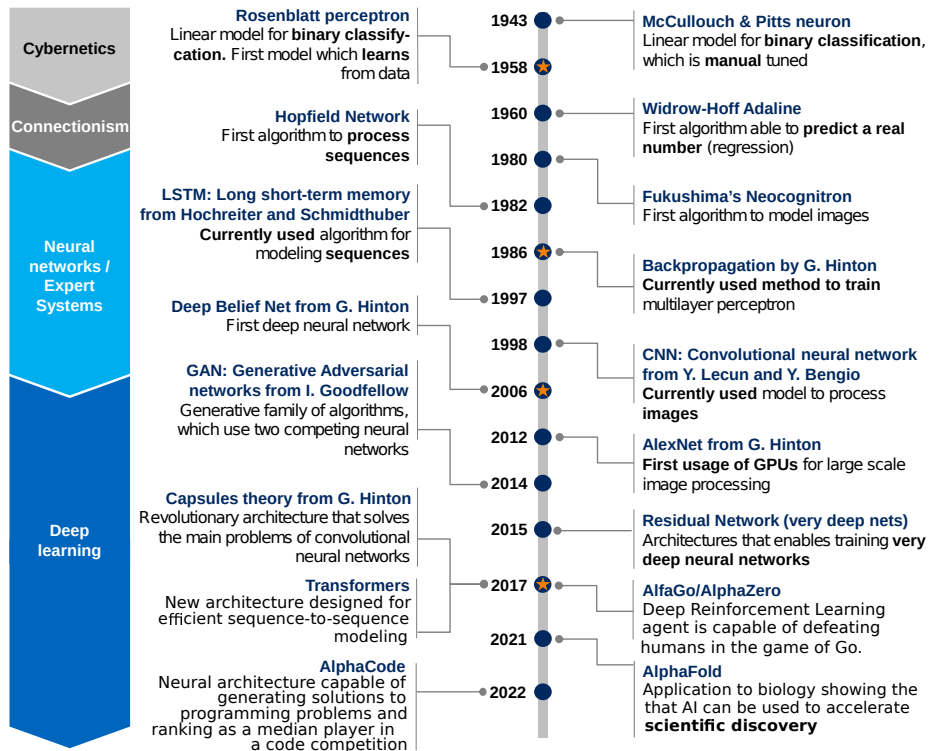 Cybernetics
Connectionism
Neural
networks /
Expert
Systems
Deep
learning
Rosenblatt perceptron
Linear model for binary classify-
cation. First model which learns
from data
Hopfield Network
First algorithm to process
sequences
LSTM: Long short-term memory
from Hochreiter and Schmidthuber
Currently used algorithm for
modeling sequences
Deep Belief Net from G. Hinton
First deep neural network
GAN: Generative Adversarial
networks from I. Goodfellow
Generative family of algorithms,
which use two competing neural
networks
Capsules theory from G. Hinton
Revolutionary architecture that solves
the main problems of convolutional
neural networks
Transformers
New architecture designed for
efficient sequence-to-sequence
modeling
AlphaCode
Neural architecture capable of
generating solutions to
programming problems and
ranking as a median player in
a code competition
1943
1958
1960
1980
1982
1986
1997
1998
2006
2012
2014
2015
2017
2021
2022
McCullouch & Pitts neuron
Linear model for binary classification,
which is manual tuned
Widrow-Hoff Adaline
First algorithm able to predict a real
number (regression)
Fukushima's Neocognitron
First algorithm to model images
Backpropagation by G. Hinton
Currently used method to train
multilayer perceptron
CNN: Convolutional neural network
from Y. Lecun and Y. Bengio
Currently used model to process
images
AlexNet from G. Hinton
First usage of GPUs for large scale
image processing
Residual Network (very deep nets)
Architectures that enables training very
deep neural networks
AlfaGo/AlphaZero
Deep Reinforcement Learning
agent is capable of defeating
humans in the game of Go.
AlphaFold
Application to biology showing the
that AI can be used to accelerate
scientific discovery